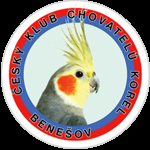 ČESKÝ KLUB CHOVATELŮ KOREL
BENEŠOV